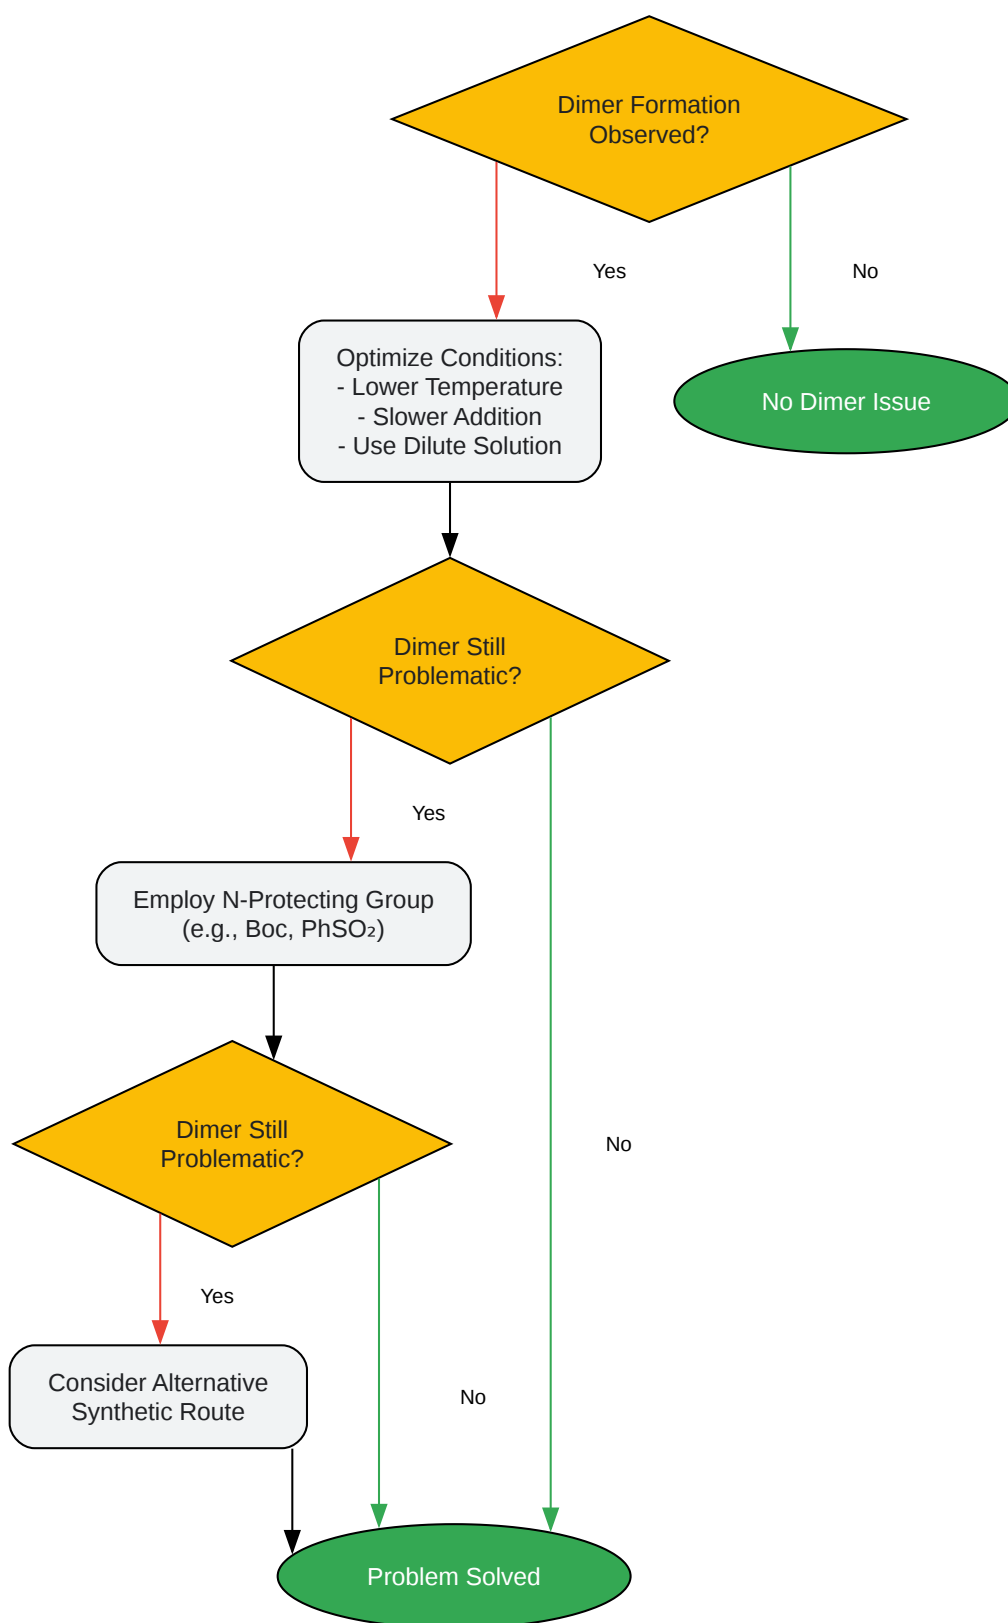 Dimer Formation
Observed?
Yes
No
Optimize Conditions:
- Lower Temperature
- Slower Addition
- Use Dilute Solution
No Dimer Issue
Dimer Still
Problematic?
Yes
Employ N-Protecting Group
(e.g., Boc, PhSO₂)
Dimer Still
Problematic?
No
Yes
Consider Alternative
Synthetic Route
No
Problem Solved